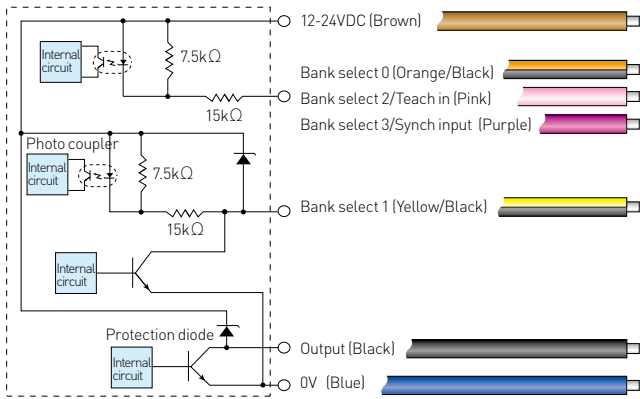 12-24VDC (Brown)
Internal
circuit
7.5kΩ
Bank select 0 (Orange/Black)
Bank select 2/Teach in (Pink)
15kΩ
Bank select 3/Synch input (Purple)
Photo coupler
Internal
circuit
7.5kΩ
Bank select 1 (Yellow/Black)
15kΩ
Internal
circuit
Protection diode
Output (Black)
Internal
circuit
0V (Blue)